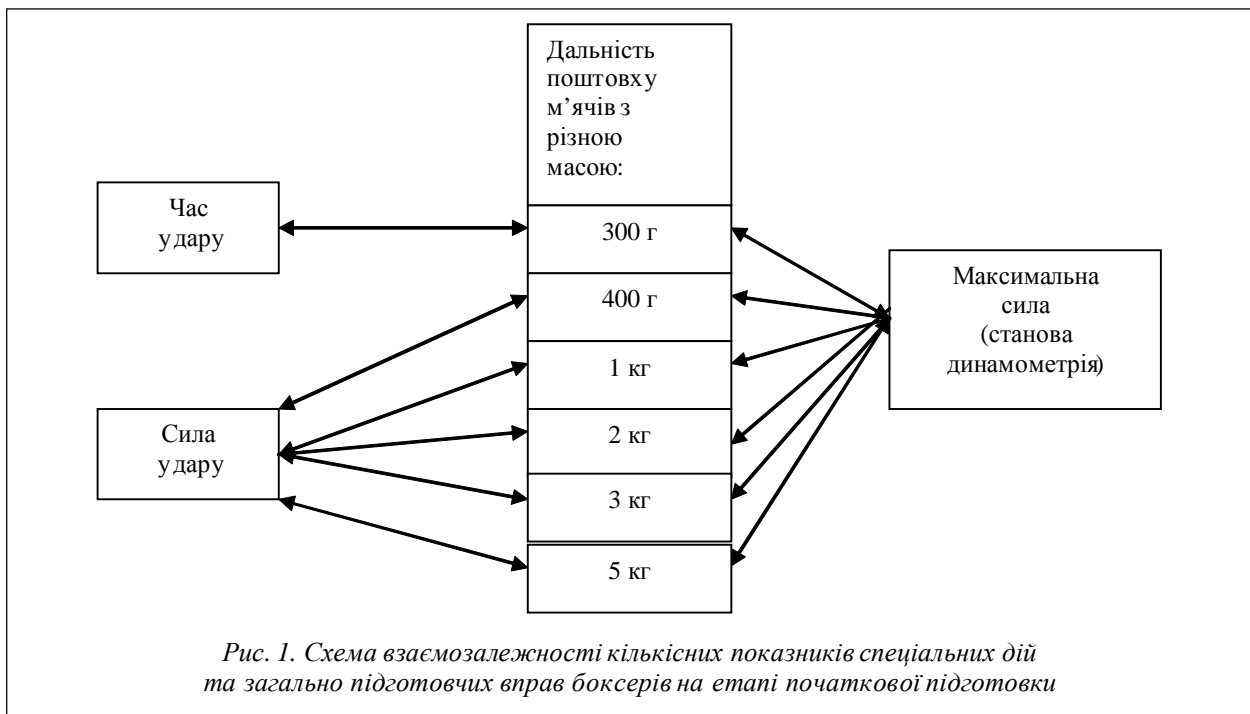 Дальність
поштовху
м’ячів з
різною
масою:
Час
удару
300 г
400 г
1 кг
2 кг
3 кг
5 кг
Сила
удару
Максимальна
сила
(станова
динамометрія)
Рис. 1. Схема взаємозалежності кількісних показників спеціальних дій
та загально підготовчих вправ боксерів на етапі початкової підготовки